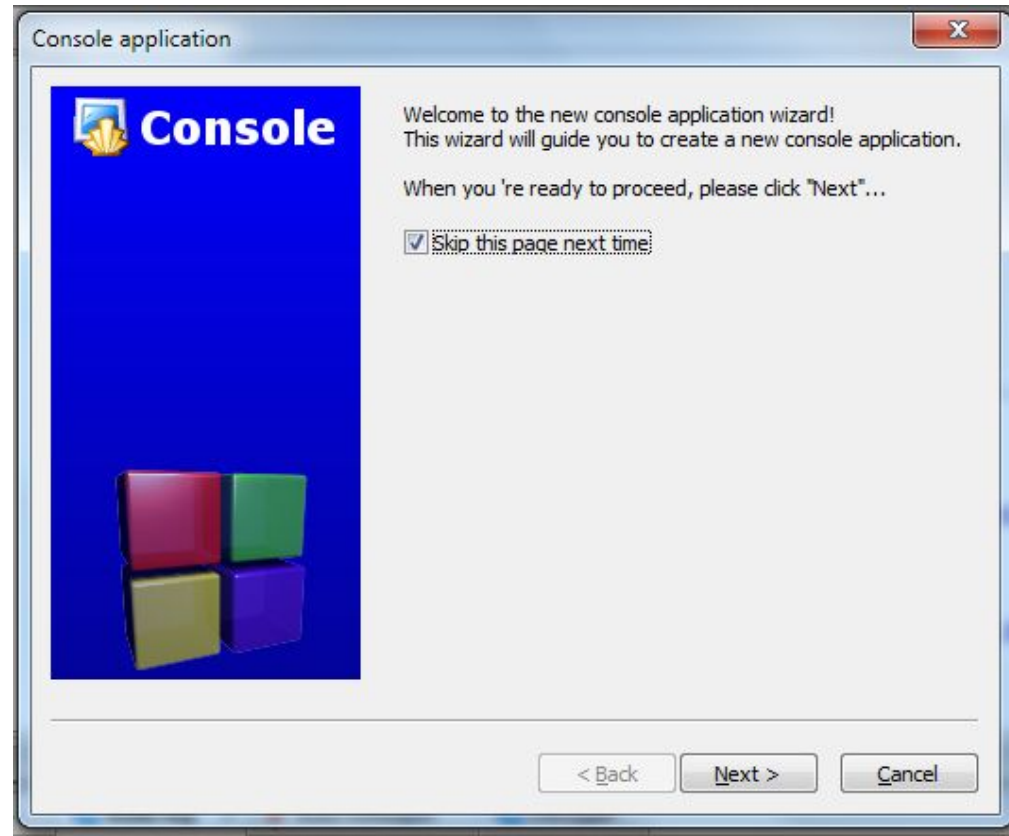 Console application
Console
Welcome to the new console application wizard!
This wizard will guide you to create a new console application.
When you 're ready to proceed, please click "Next"...
Skip this page next time
< Back
Next >
Cancel